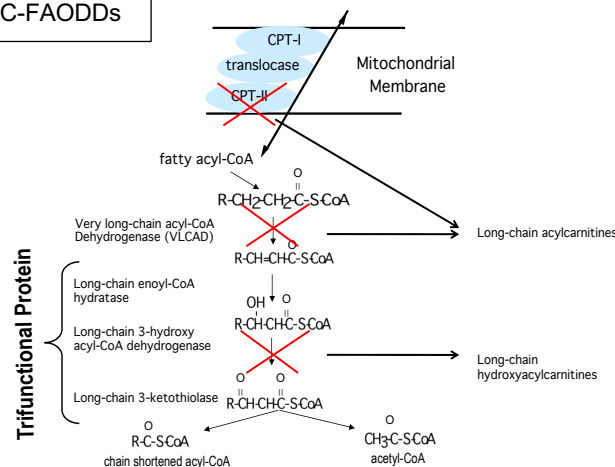 C-FAODDs
CPT-I
translocase
CPT-II
Mitochondrial
Membrane
fatty acyl-CoA
O
R-CH2-CH2-C-S-CoA
Very long-chain acyl-CoA
Dehydrogenase (VLCAD)
Long-chain acylcarnitines
O
R-CH=CHC-S-CoA
Trifunctional Protein
Long-chain enoyl-CoA
hydratase
OH O
R-CH-CHC-S-CoA
Long-chain 3-hydroxy
acyl-CoA dehydrogenase
Long-chain
hydroxyacylcarnitines
O O
Long-chain 3-ketothiolase
R-CH-CHC-S-CoA
O
R-C-S-CoA
chain shortened acyl-CoA
O
CH3-C-S-CoA
acetyl-CoA